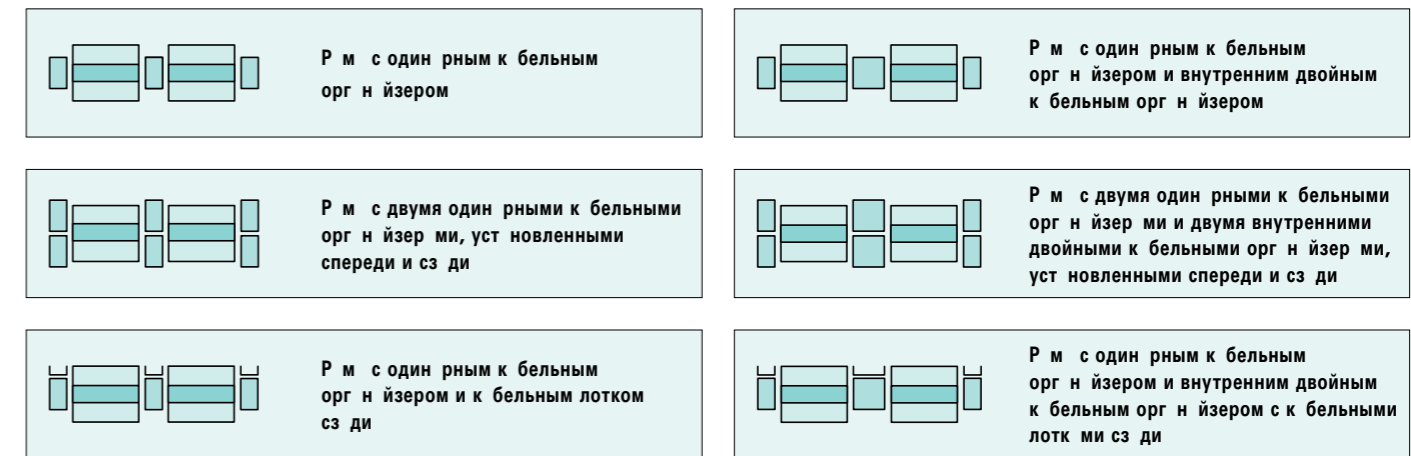 Р м с один рным к бельным
орг н йзером
Р м с один рным к бельным
орг н йзером и внутренним двойным
к бельным орг н йзером
Р м с двумя один рными к бельными
орг н йзер ми, уст новленными
спереди и сз ди
Р м с двумя один рными к бельными
орг н йзер ми и двумя внутренними
двойными к бельными орг н йзер ми,
уст новленными спереди и сз ди
Р м с один рным к бельным
орг н йзером и к бельным лотком
сз ди
Р м с один рным к бельным
орг н йзером и внутренним двойным
к бельным орг н йзером с к бельными
лотк ми сз ди